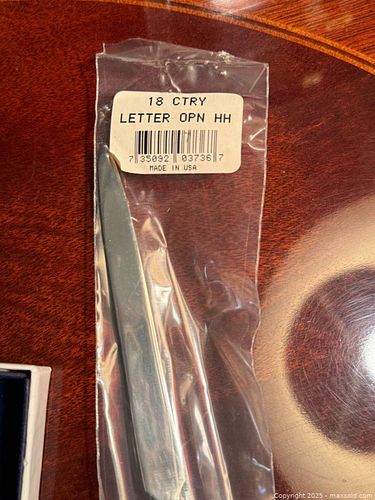 18 CTRY
LETTER OPN HH
7 35092 03736 7
MADE IN USA
Copyright 2025 - maxsold.com